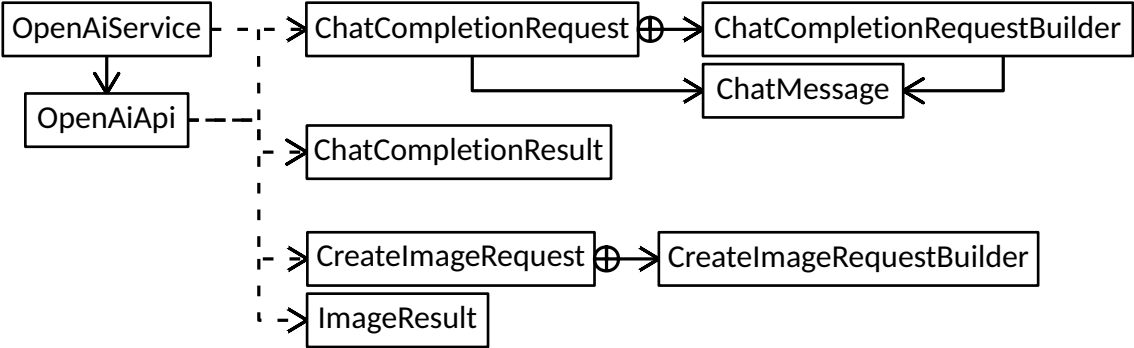 OpenAiService
ChatCompletionRequest
ChatCompletionRequestBuilder
OpenAiApi
ChatMessage
ChatCompletionResult
CreateImageRequest
CreateImageRequestBuilder
ImageResult